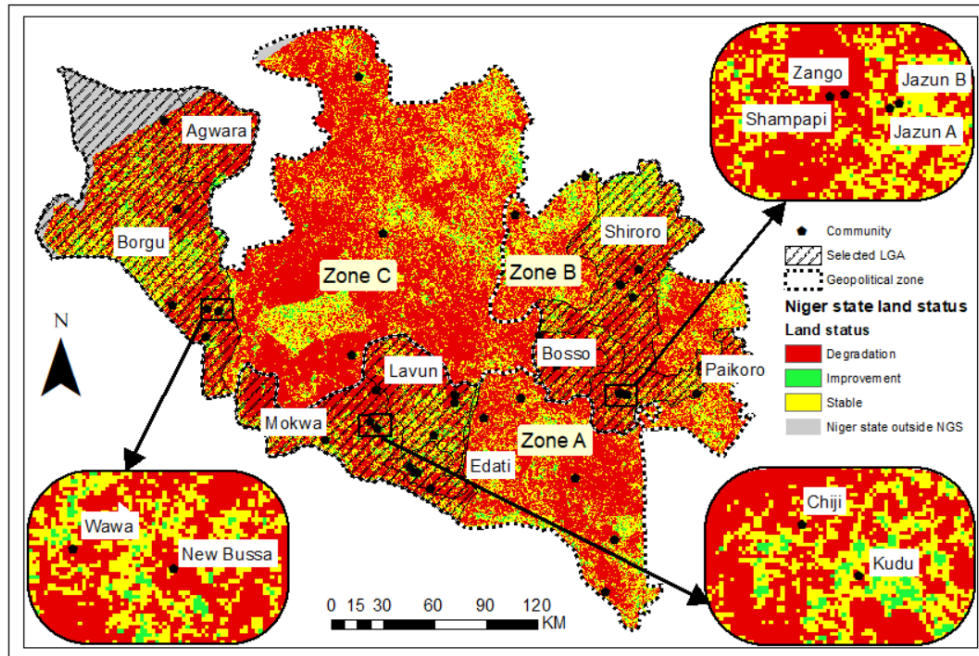 Zango
Jazun B
Shampapi
Jazun A
Agwara
Borgu
Shiroro
Zone C
Zone B
Community
Selected LGA
Geopolitical zone
Niger state land status
Land status
Degradation
Improvement
Stable
Niger state outside NGS
N
Bosso
Paikoro
Lavun
Mokwa
Zone A
Edati
Wawa
New Bussa
Chiji
Kudu
0 15 30 60 90 120
KM